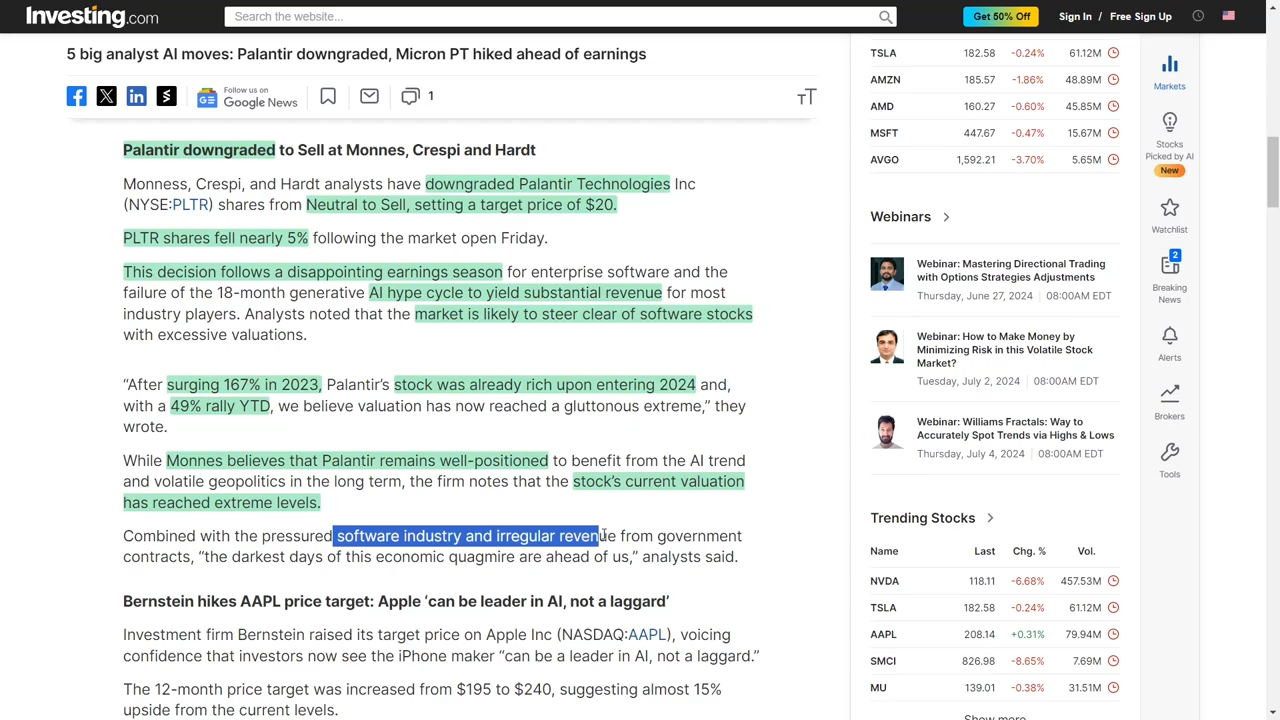 Investing.com
Search the website...
Get 50% Off
Sign In / Free Sign Up
5 big analyst AI moves: Palantir downgraded, Micron PT hiked ahead of earnings
Follow us on
Google News
1
Palantir downgraded to Sell at Monnes, Crespi and Hardt
Monness, Crespi, and Hardt analysts have downgraded Palantir Technologies Inc
(NYSE:PLTR) shares from Neutral to Sell, setting a target price of $20.
PLTR shares fell nearly 5% following the market open Friday.
This decision follows a disappointing earnings season for enterprise software and the
failure of the 18-month generative AI hype cycle to yield substantial revenue for most
industry players. Analysts noted that the market is likely to steer clear of software stocks
with excessive valuations.
“After surging 167% in 2023, Palantir’s stock was already rich upon entering 2024 and,
with a 49% rally YTD, we believe valuation has now reached a gluttonous extreme,” they
wrote.
While Monnes believes that Palantir remains well-positioned to benefit from the AI trend
and volatile geopolitics in the long term, the firm notes that the stock’s current valuation
has reached extreme levels.
Combined with the pressured software industry and irregular revenue from government
contracts, “the darkest days of this economic quagmire are ahead of us,” analysts said.
Bernstein hikes AAPL price target: Apple ‘can be leader in AI, not a laggard’
Investment firm Bernstein raised its target price on Apple Inc (NASDAQ:AAPL), voicing
confidence that investors now see the iPhone maker “can be a leader in AI, not a laggard.”
The 12-month price target was increased from $195 to $240, suggesting almost 15%
upside from the current levels.
TSLA 182.58 -0.24% 61.12M
AMZN 185.57 -1.86% 48.89M
AMD 160.27 -0.60% 45.85M
MSFT 447.67 -0.47% 15.67M
AVGO 1,592.21 -3.70% 5.65M
Webinars
Webinar: Mastering Directional Trading
with Options Strategies Adjustments
Thursday, June 27, 2024 | 08:00AM EDT
Webinar: How to Make Money by
Minimizing Risk in this Volatile Stock
Market?
Tuesday, July 2, 2024 | 08:00AM EDT
Webinar: Williams Fractals: Way to
Accurately Spot Trends via Highs & Lows
Thursday, July 4, 2024 | 08:00AM EDT
Trending Stocks
Name Last Chg. % Vol.
NVDA 118.11 -6.68% 457.53M
TSLA 182.58 -0.24% 61.12M
AAPL 208.14 +0.31% 79.94M
SMCI 826.98 -8.65% 7.69M
MU 139.01 -0.38% 31.51M
Show more
Markets
Stocks
Picked by AI
New
Watchlist
2
Breaking
News
Alerts
Brokers
Tools